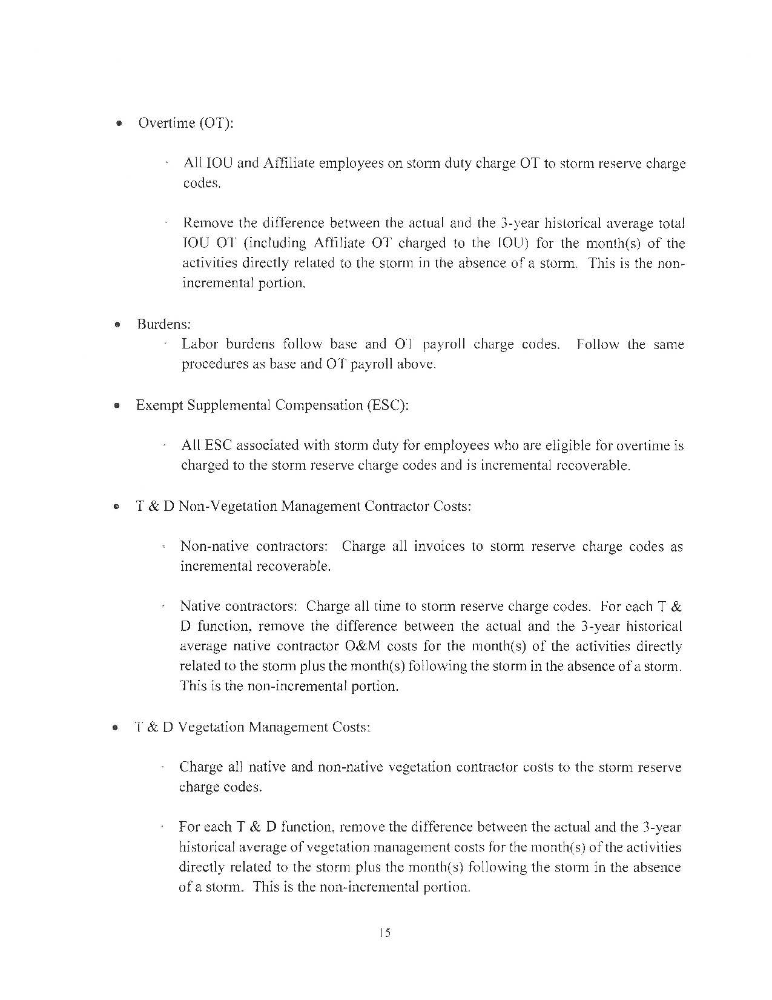 • Overtime (OT):
· All IOU and Affiliate employees on storm duty charge OT to storm reserve charge
codes.
· Remove the difference between the actual and the 3-year historical average total
IOU OT (including Affiliate OT charged to the IOU) for the month(s) of the
activities directly related to the storm in the absence of a storm. This is the non-
incremental portion.
• Burdens:
· Labor burdens follow base and OT payroll charge codes. Follow the same
procedures as base and OT payroll above.
• Exempt Supplemental Compensation (ESC):
· All ESC associated with storm duty for employees who are eligible for overtime is
charged to the storm reserve charge codes and is incremental recoverable.
• T & D Non-Vegetation Management Contractor Costs:
· Non-native contractors: Charge all invoices to storm reserve charge codes as
incremental recoverable.
· Native contractors: Charge all time to storm reserve charge codes. For each T &
D function, remove the difference between the actual and the 3-year historical
average native contractor O&M costs for the month(s) of the activities directly
related to the storm plus the month(s) following the storm in the absence of a storm.
This is the non-incremental portion.
• T & D Vegetation Management Costs:
· Charge all native and non-native vegetation contractor costs to the storm reserve
charge codes.
· For each T & D function, remove the difference between the actual and the 3-year
historical average of vegetation management costs for the month(s) of the activities
directly related to the storm plus the month(s) following the storm in the absence
of a storm. This is the non-incremental portion.
15